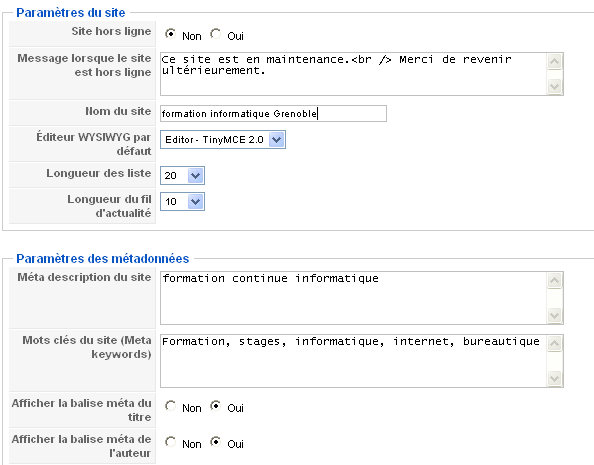 Paramètres du site
Site hors ligne Non Oui
Message lorsque le site est hors ligne
Ce site est en maintenance.<br /> Merci de revenir
ultérieurement.
Nom du site formation informatique Grenoble
Éditeur WYSIWYG par défaut
Editor - TinyMCE 2.0
Longueur des liste 20
Longueur du fil d'actualité
10
Paramètres des métadonnées
Méta description du site formation continue informatique
Mots clés du site (Meta keywords)
Formation, stages, informatique, internet, bureautique
Afficher la balise méta du titre
Non Oui
Afficher la balise méta de l'auteur
Non Oui